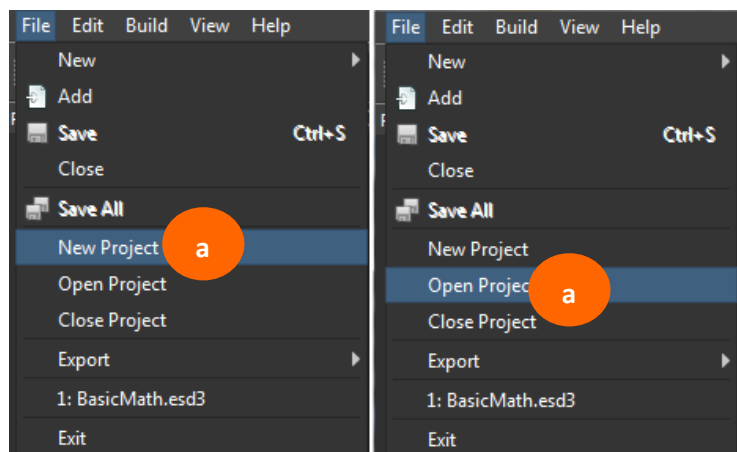 File Edit Build View Help
New
Add
Save Ctrl+S
Close
Save All
New Project a
Open Project
Close Project
Export
1: BasicMath.esd3
Exit
File Edit Build View Help
New
Add
Save Ctrl+S
Close
Save All
New Project
Open Projec a
Close Project
Export
1: BasicMath.esd3
Exit